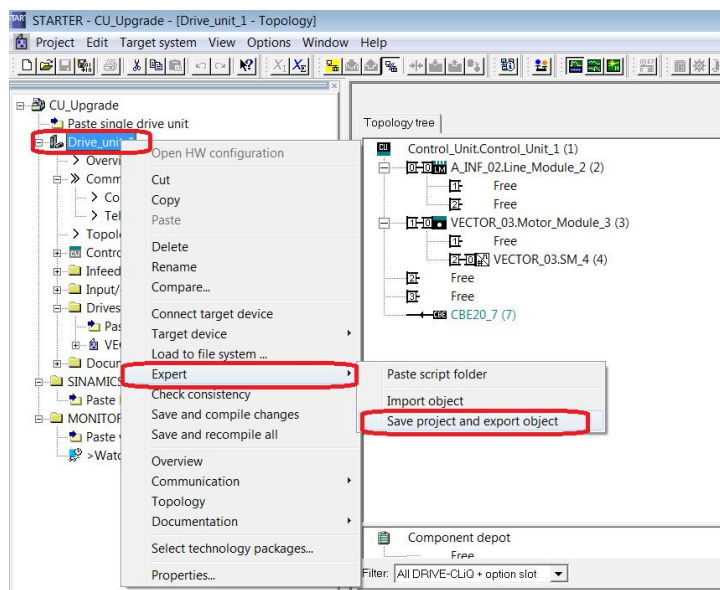 STARTER - CU_Upgrade - [Drive_unit_1 - Topology]
Project Edit Target system View Options Window Help
CU_Upgrade
Paste single drive unit
Drive_unit_1
Overvi
Comm
Co
Tel
Topol
Contro
Infeed
Input/
Drives
Pas
VE
Docum
SINAMICS
Paste
MONITOR
Paste
>Watc
Open HW configuration
Cut
Copy
Paste
Delete
Rename
Compare...
Connect target device
Target device
Load to file system ...
Expert
Check consistency
Save and compile changes
Save and recompile all
Overview
Communication
Topology
Documentation
Select technology packages...
Properties...
Paste script folder
Import object
Save project and export object
Topology tree
Control_Unit.Control_Unit_1 (1)
A_INF_02.Line_Module_2 (2)
Free
Free
VECTOR_03.Motor_Module_3 (3)
Free
VECTOR_03.SM_4 (4)
Free
Free
CBE20_7 (7)
Component depot
Free
Filter: All DRIVE-CLiQ + option slot